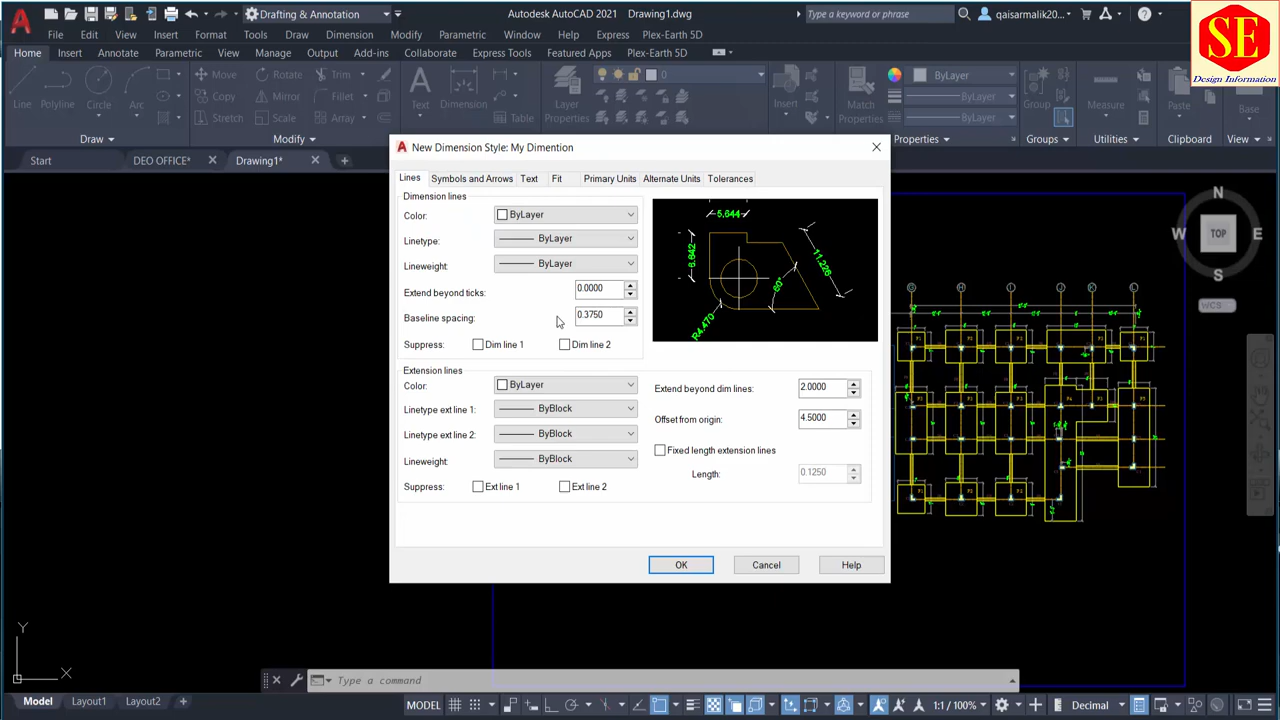 Drafting & Annotation
Autodesk AutoCAD 2021 Drawing1.dwg
Type a keyword or phrase
qaisarmalik20...
SE
Design Information
File Edit View Insert Format Tools Draw Dimension Modify Parametric Window Help Express Plex-Earth 5D
Home Insert Annotate Parametric View Manage Output Add-ins Collaborate Express Tools Featured Apps Plex-Earth 5D
Line Polyline Circle Arc
Move Rotate Trim
Copy Mirror Fillet
Stretch Scale Array
Text Dimension Table
Layer Properties
0
Insert
Match Properties
ByLayer
ByLayer
ByLayer
Group Measure Paste Base
Draw Modify Properties Groups Utilities Clipboard View
Start DEO OFFICE* Drawing1*
New Dimension Style: My Dimention
Lines Symbols and Arrows Text Fit Primary Units Alternate Units Tolerances
Dimension lines
Color: ByLayer
Linetype: ByLayer
Lineweight: ByLayer
Extend beyond ticks: 0.0000
Baseline spacing: 0.3750
Suppress: Dim line 1 Dim line 2
5.644
6.642
11.226
60°
R4.470
Extension lines
Color: ByLayer
Linetype ext line 1: ByBlock
Linetype ext line 2: ByBlock
Lineweight: ByBlock
Suppress: Ext line 1 Ext line 2
Extend beyond dim lines: 2.0000
Offset from origin: 4.5000
Fixed length extension lines
Length: 0.1250
OK Cancel Help
N
W TOP E
S
WCS
G H I J K L
Y
X
Type a command
Model Layout1 Layout2
MODEL
1:1 / 100%
Decimal